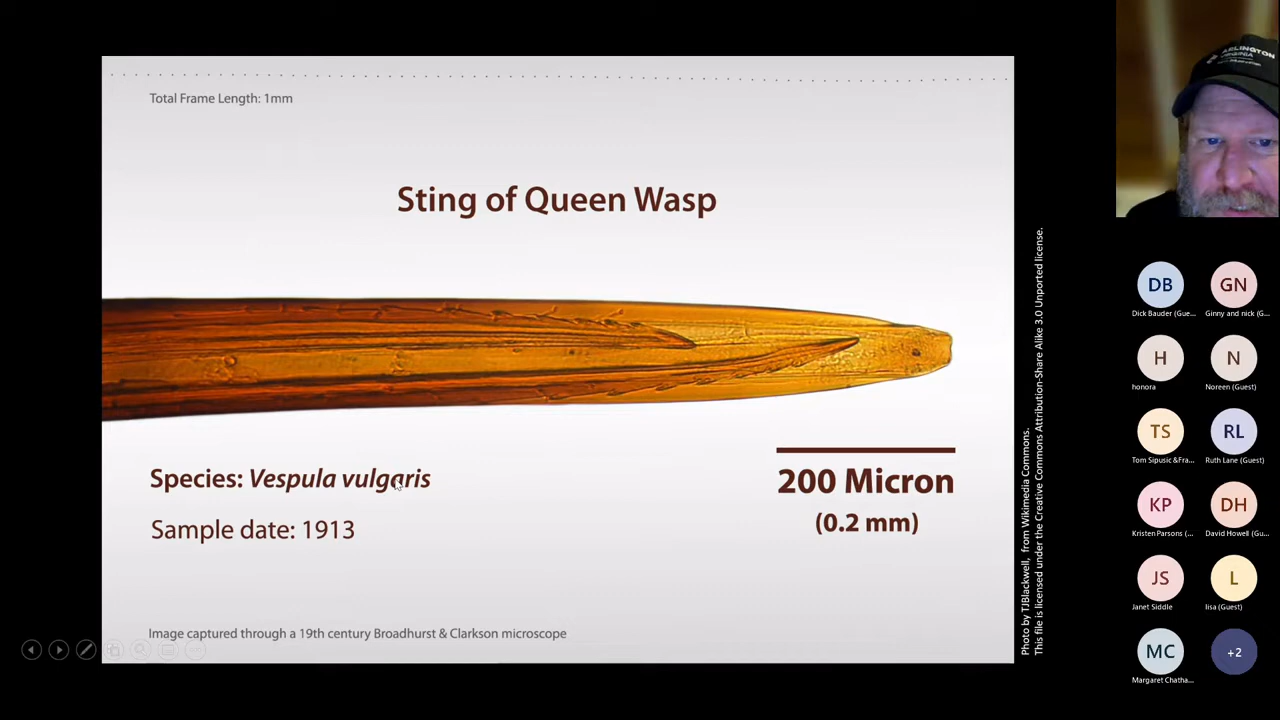 Total Frame Length: 1mm
Sting of Queen Wasp
Species: Vespula vulgaris
Sample date: 1913
200 Micron
(0.2 mm)
Image captured through a 19th century Broadhurst & Clarkson microscope
Photo by TJBlackwell, from Wikimedia Commons.
This file is licensed under the Creative Commons Attribution-Share Alike 3.0 Unported license.
ARLINGTON
VIRGINIA
DB
GN
Dick Bauder (Gue...
Ginny and nick (G...
H
N
honora
Noreen (Guest)
TS
RL
Tom Sipusic &Fra...
Ruth Lane (Guest)
KP
DH
Kristen Parsons (...
David Howell (Gu...
JS
L
Janet Siddle
lisa (Guest)
MC
+2
Margaret Chatha...